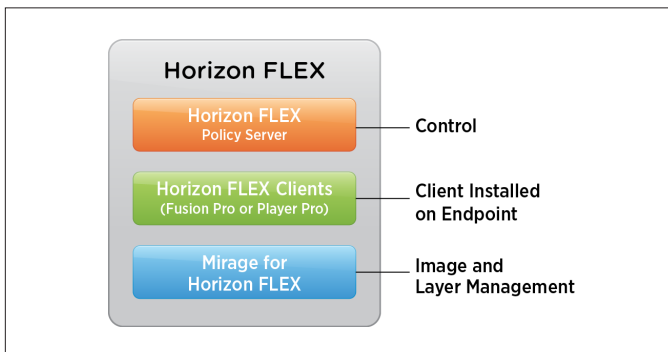 Horizon FLEX
Horizon FLEX
Policy Server
Control
Horizon FLEX Clients
(Fusion Pro or Player Pro)
Client Installed
on Endpoint
Mirage for
Horizon FLEX
Image and
Layer Management